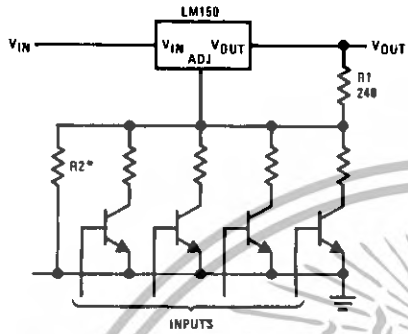 LM150
VIN
VIN
VOUT
VOUT
ADJ
R1
240
R2*
INPUTS